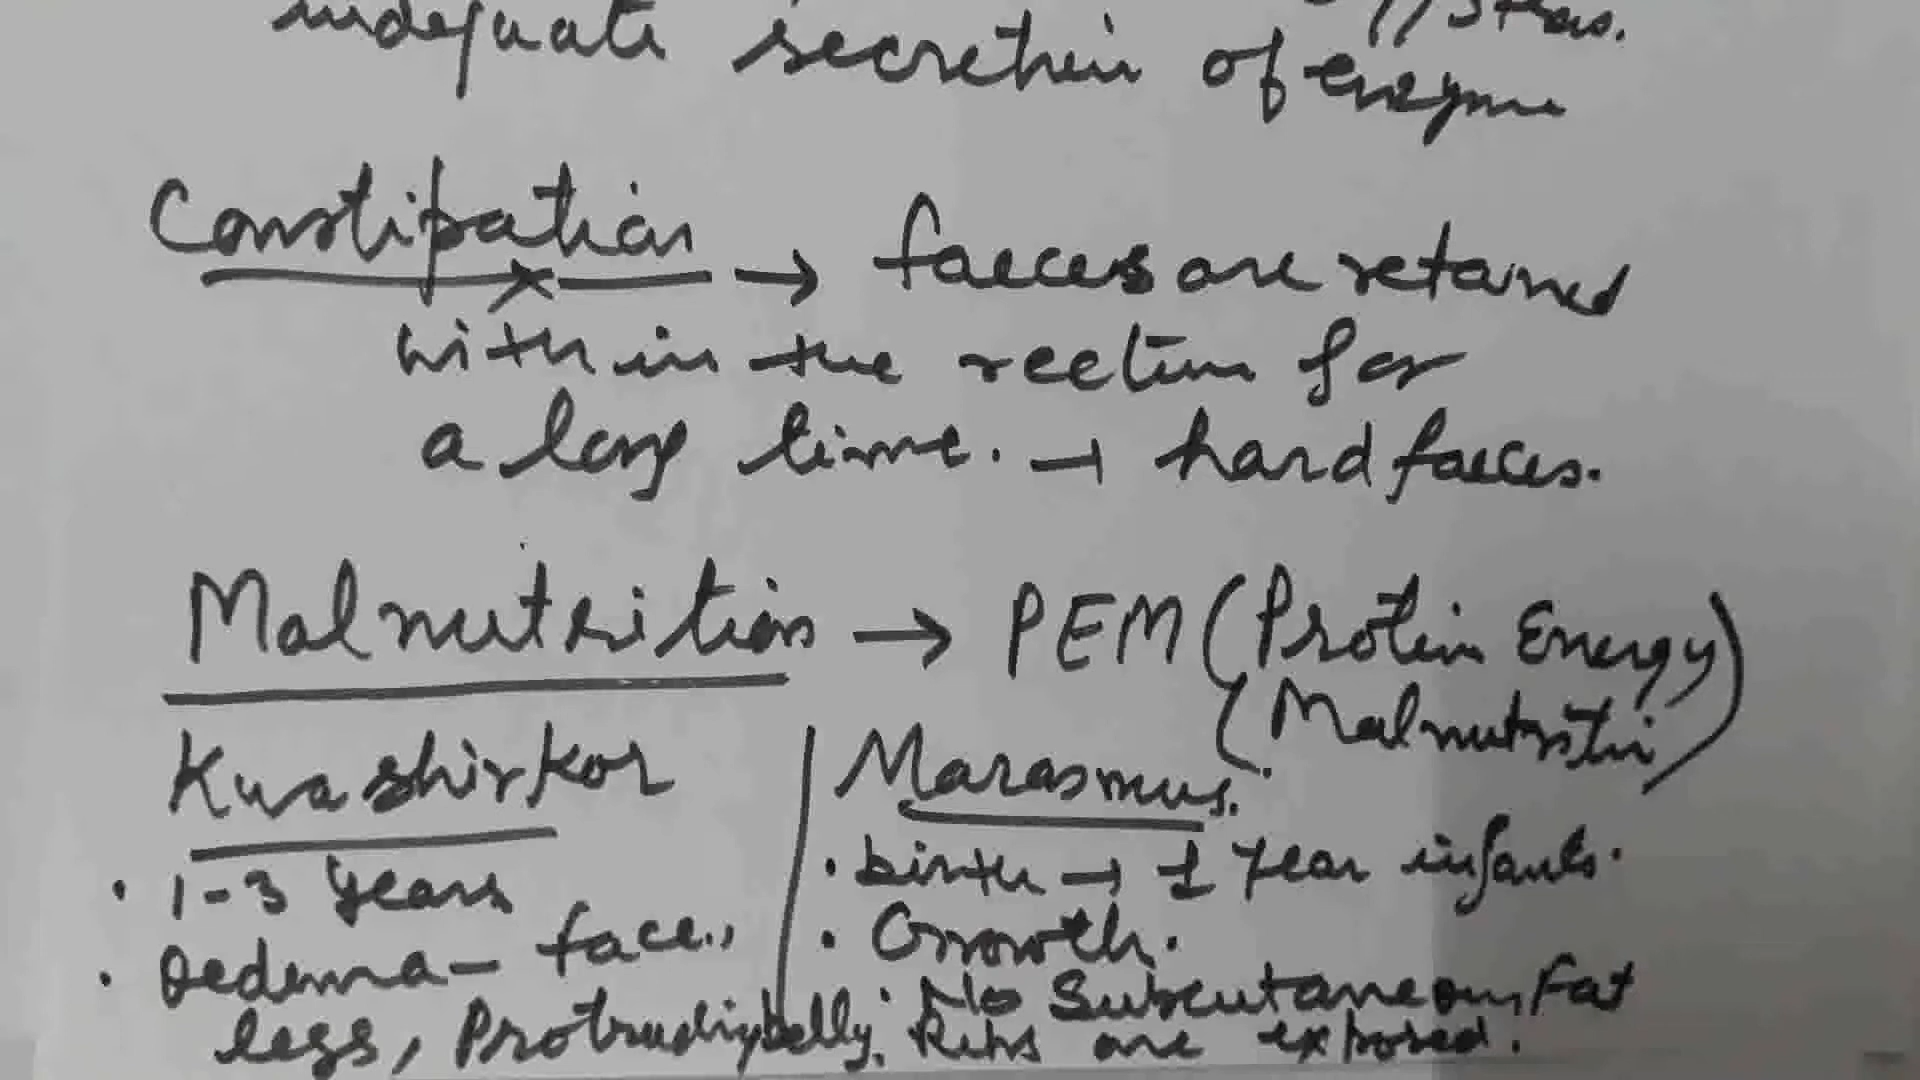 indequate secretion of enzyme
Constipation → faeces are retained
within the rectum for
a long time. → hard faeces.
Malnutrition → PEM (Protein Energy)
(Malnutrition)
Kwashirkor
Marasmus.
• 1-3 years
• Oedema - face,,
legs, Protruding belly.
• birth → 1 year infants.
• Growth.
• No Subcutaneous Fat
Ribs are exposed.